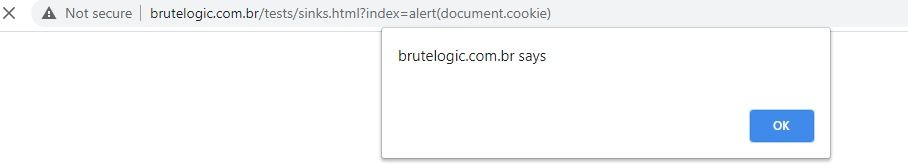 Not secure | brutelogic.com.br/tests/sinks.html?index=alert(document.cookie)
brutelogic.com.br says
OK